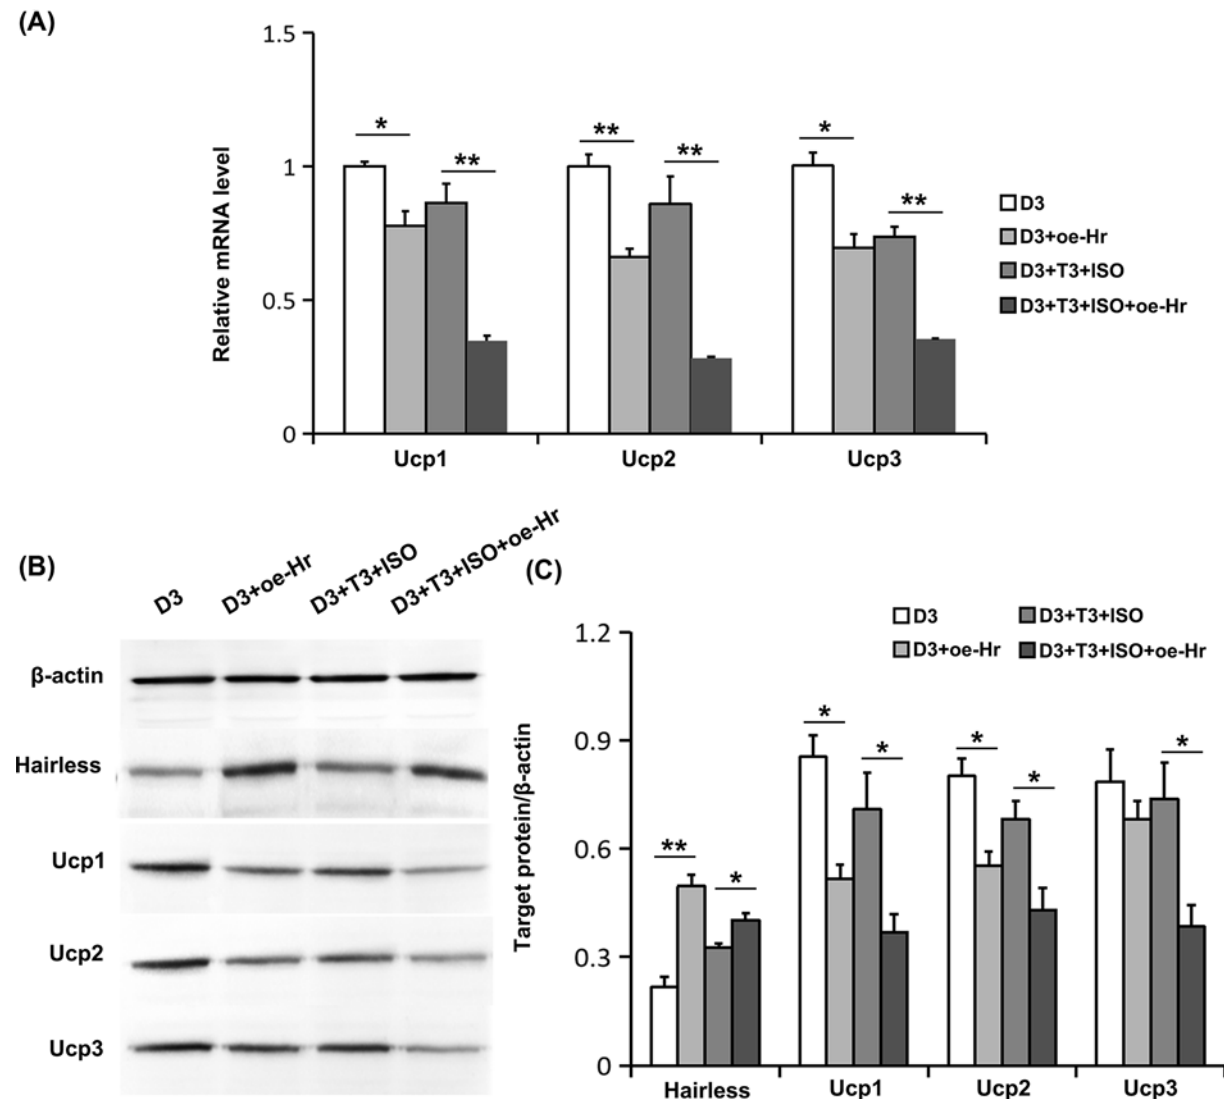 (A)
Relative mRNA level
1.5
1
0.5
0
*
**
**
**
*
**
Ucp1
Ucp2
Ucp3
D3
D3+oe-Hr
D3+T3+ISO
D3+T3+ISO+oe-Hr
(B)
D3
D3+oe-Hr
D3+T3+ISO
D3+T3+ISO+oe-Hr
β-actin
Hairless
Ucp1
Ucp2
Ucp3
(C)
D3
D3+oe-Hr
D3+T3+ISO
D3+T3+ISO+oe-Hr
Target protein/β-actin
1.2
0.9
0.6
0.3
0
**
*
*
*
*
*
*
Hairless
Ucp1
Ucp2
Ucp3